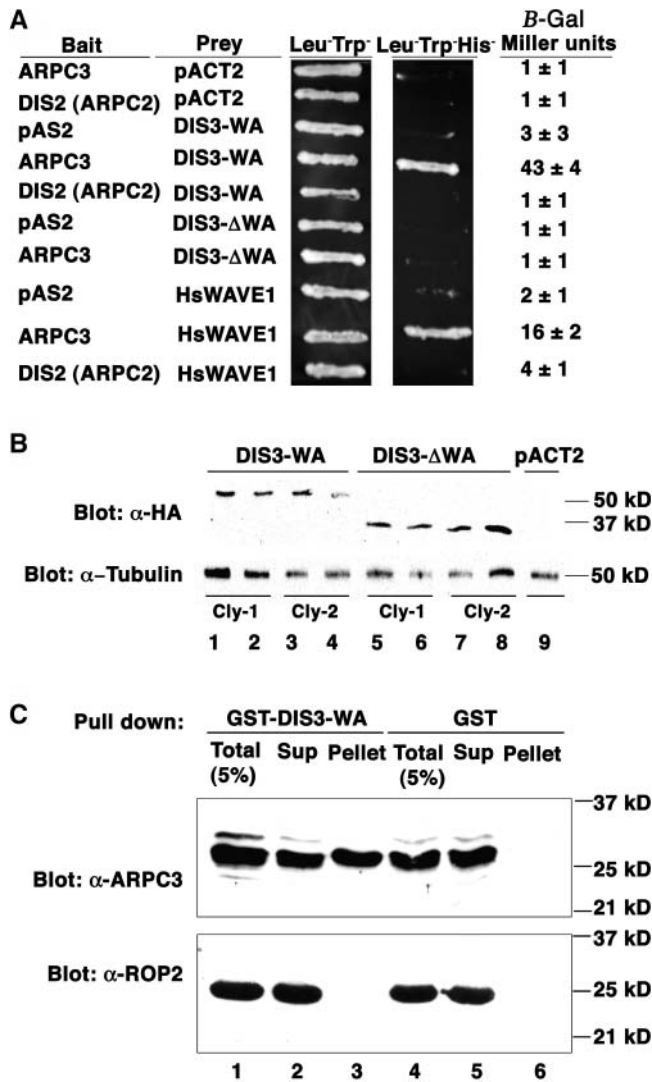 A
B-Gal
Bait Prey Leu-Trp- Leu-Trp-His- Miller units
ARPC3 pACT2 1 ± 1
DIS2 (ARPC2) pACT2 1 ± 1
pAS2 DIS3-WA 3 ± 3
ARPC3 DIS3-WA 43 ± 4
DIS2 (ARPC2) DIS3-WA 1 ± 1
pAS2 DIS3-ΔWA 1 ± 1
ARPC3 DIS3-ΔWA 1 ± 1
pAS2 HsWAVE1 2 ± 1
ARPC3 HsWAVE1 16 ± 2
DIS2 (ARPC2) HsWAVE1 4 ± 1
B
DIS3-WA DIS3-ΔWA pACT2
Blot: α-HA
50 kD
37 kD
Blot: α-Tubulin 50 kD
Cly-1 Cly-2 Cly-1 Cly-2
1 2 3 4 5 6 7 8 9
C
Pull down: GST-DIS3-WA GST
Total Sup Pellet Total Sup Pellet
(5%) (5%)
37 kD
Blot: α-ARPC3 25 kD
21 kD
37 kD
Blot: α-ROP2 25 kD
21 kD
1 2 3 4 5 6